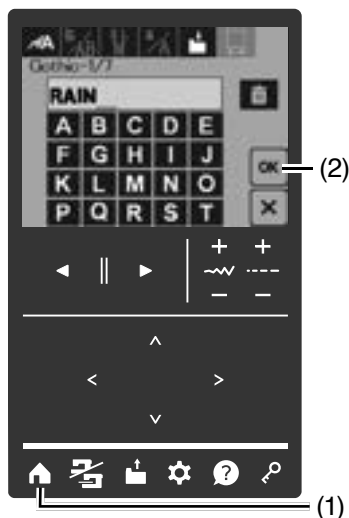 Gothic-1/7
RAIN
A B C D E
F G H I J
OK
(2)
K L M N O
P Q R S T
X
+ +
− −
?
(1)